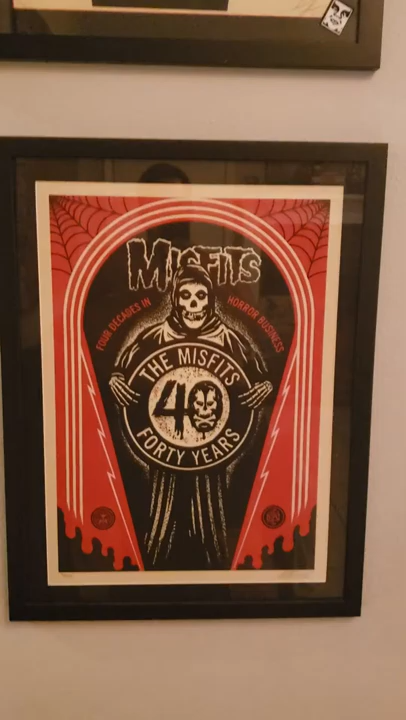 MISFITS
FOUR DECADES IN
HORROR BUSINESS
THE MISFITS
40
FORTY YEARS